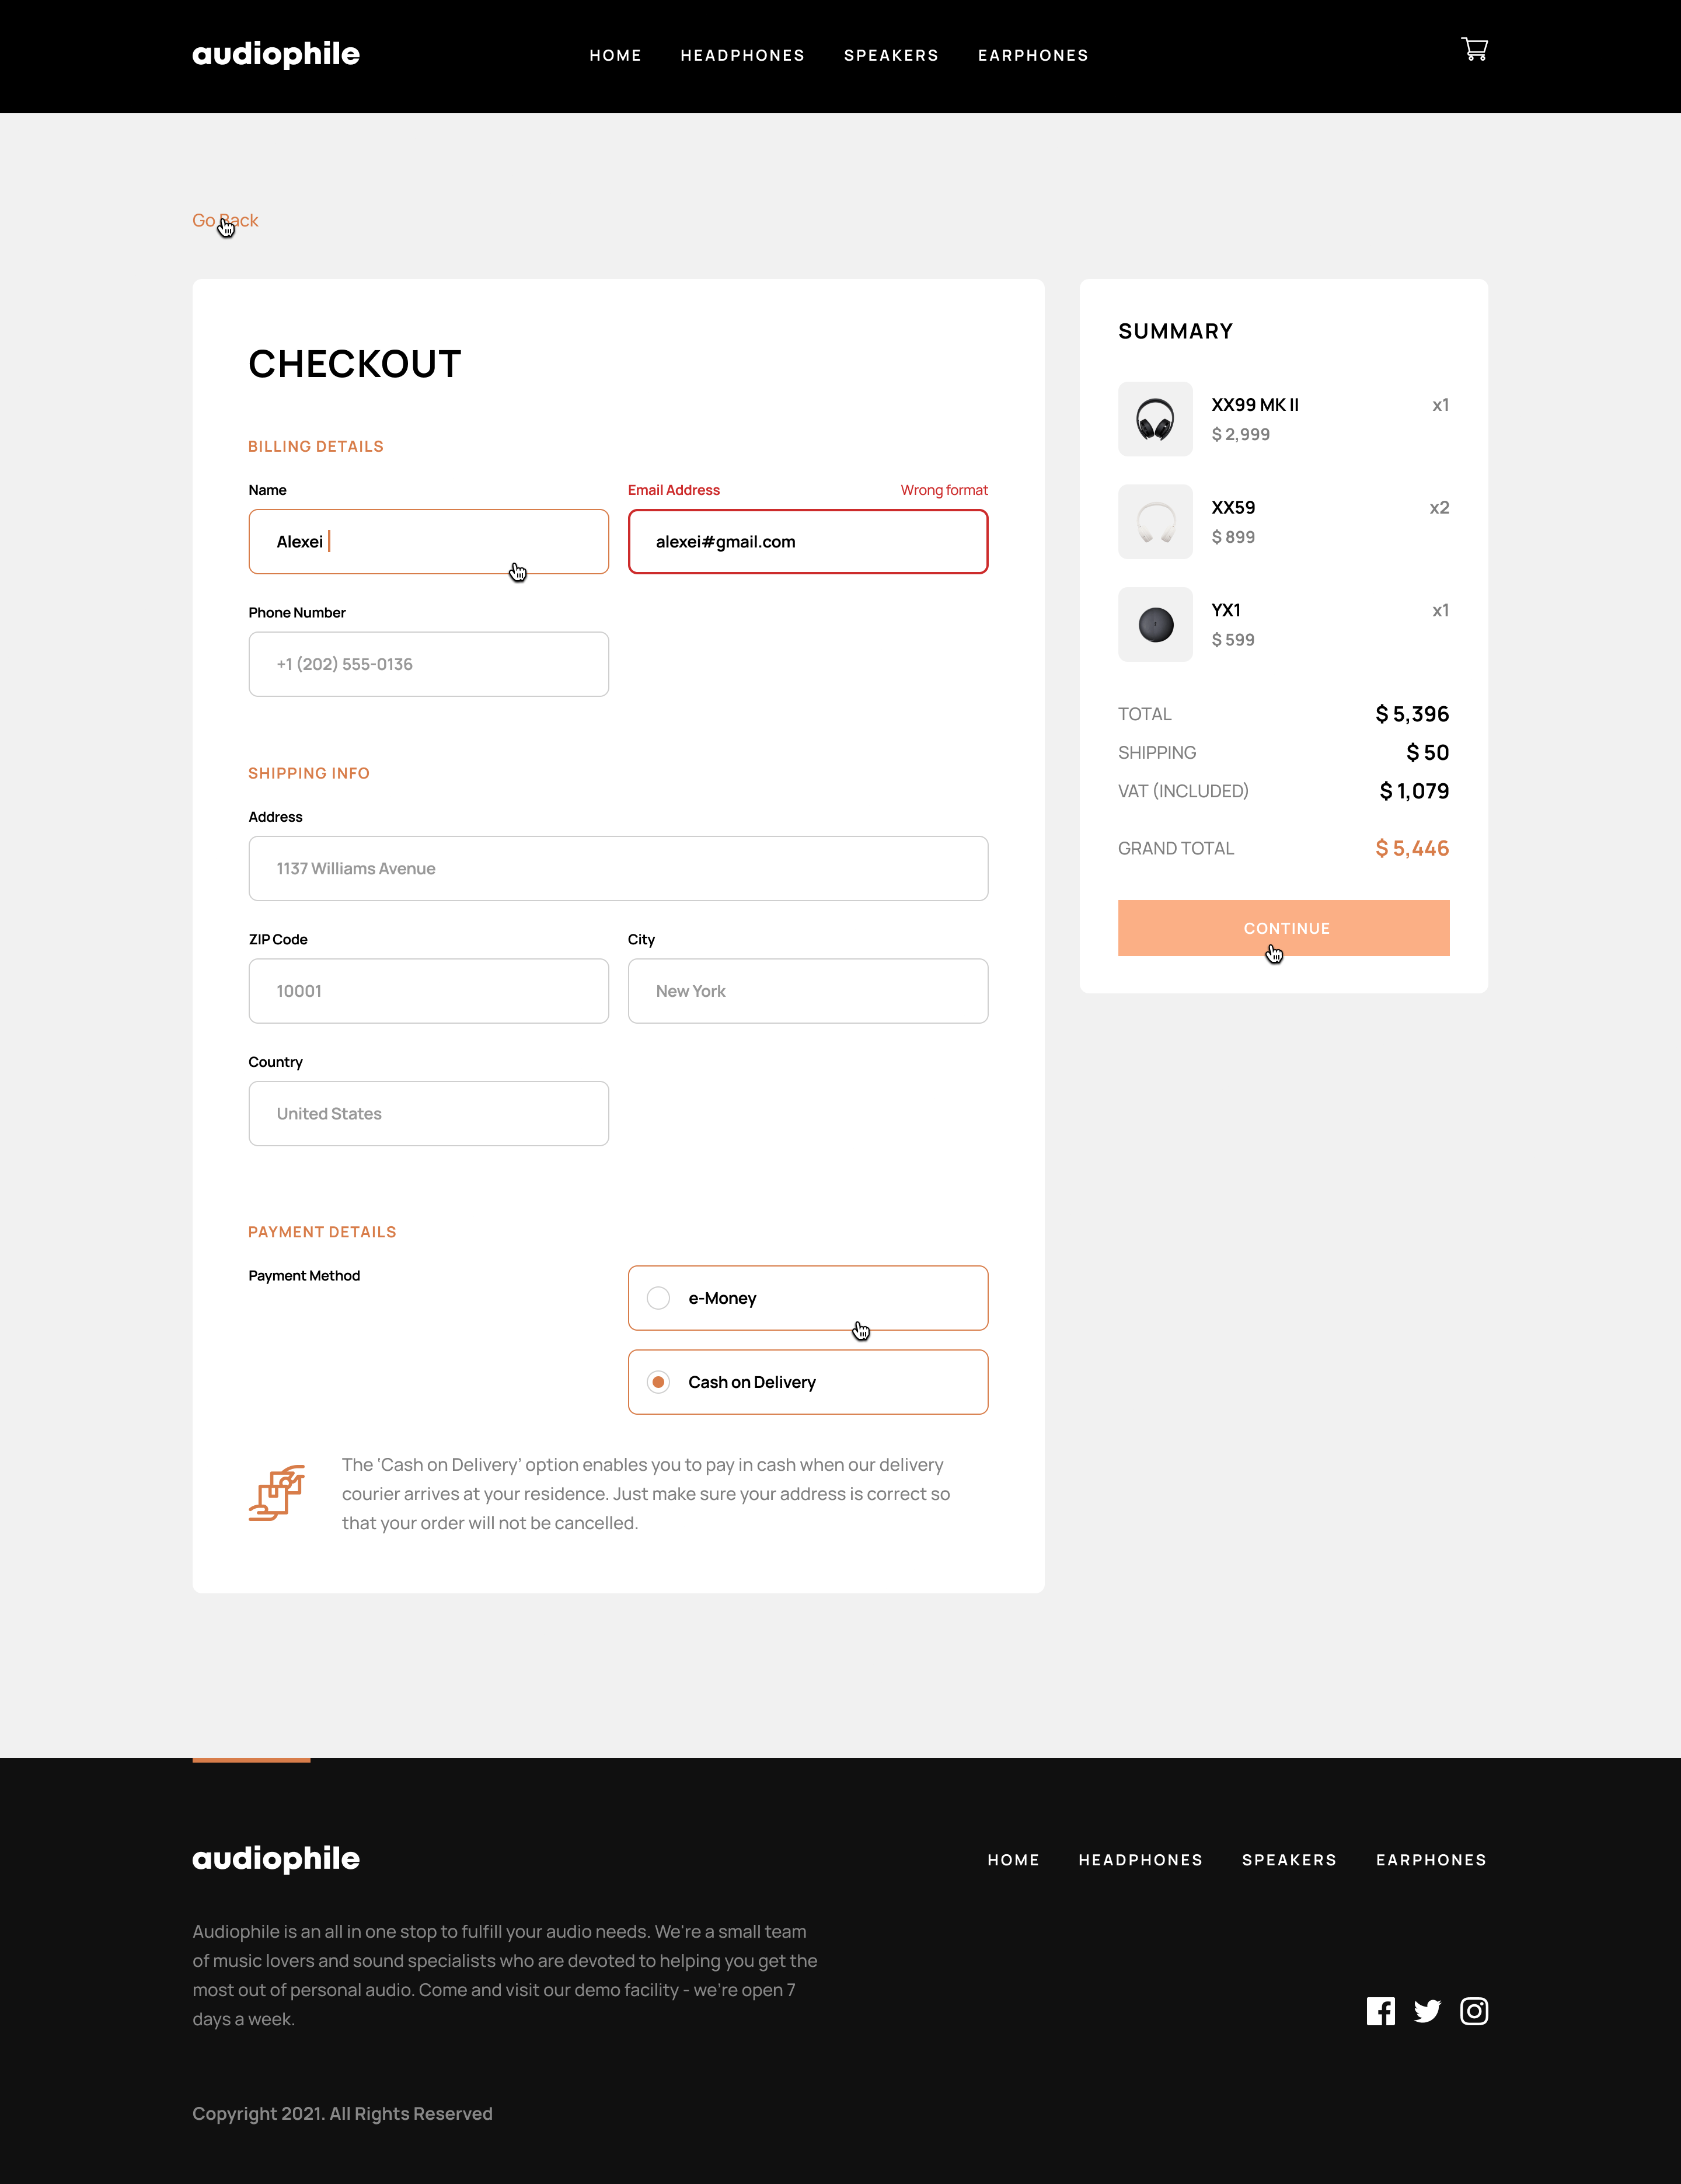 audiophile
HOME HEADPHONES SPEAKERS EARPHONES
Go Back
CHECKOUT
BILLING DETAILS
Name
Alexei
Email Address Wrong format
alexei#gmail.com
Phone Number
+1 (202) 555-0136
SHIPPING INFO
Address
1137 Williams Avenue
ZIP Code
10001
City
New York
Country
United States
PAYMENT DETAILS
Payment Method
e-Money
Cash on Delivery
The ‘Cash on Delivery’ option enables you to pay in cash when our delivery
courier arrives at your residence. Just make sure your address is correct so
that your order will not be cancelled.
SUMMARY
XX99 MK II x1
$ 2,999
XX59 x2
$ 899
YX1 x1
$ 599
TOTAL $ 5,396
SHIPPING $ 50
VAT (INCLUDED) $ 1,079
GRAND TOTAL $ 5,446
CONTINUE
audiophile
HOME HEADPHONES SPEAKERS EARPHONES
Audiophile is an all in one stop to fulfill your audio needs. We're a small team
of music lovers and sound specialists who are devoted to helping you get the
most out of personal audio. Come and visit our demo facility - we’re open 7
days a week.
Copyright 2021. All Rights Reserved